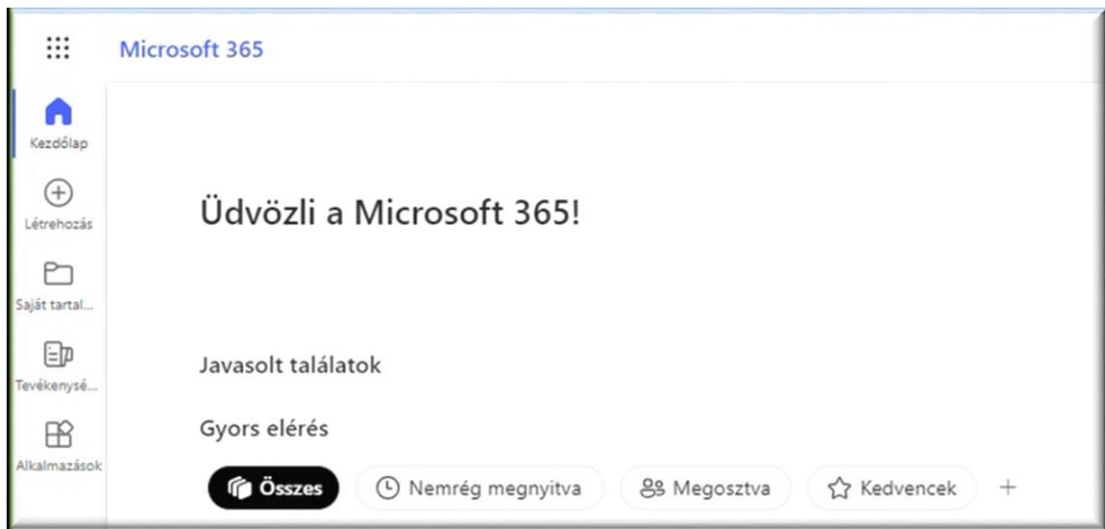 Microsoft 365
Kezdőlap
Létrehozás
Saját tartal...
Tevékenysé...
Alkalmazások
Üdvözli a Microsoft 365!
Javasolt találatok
Gyors elérés
Összes Nemrég megnyitva Megosztva Kedvencek